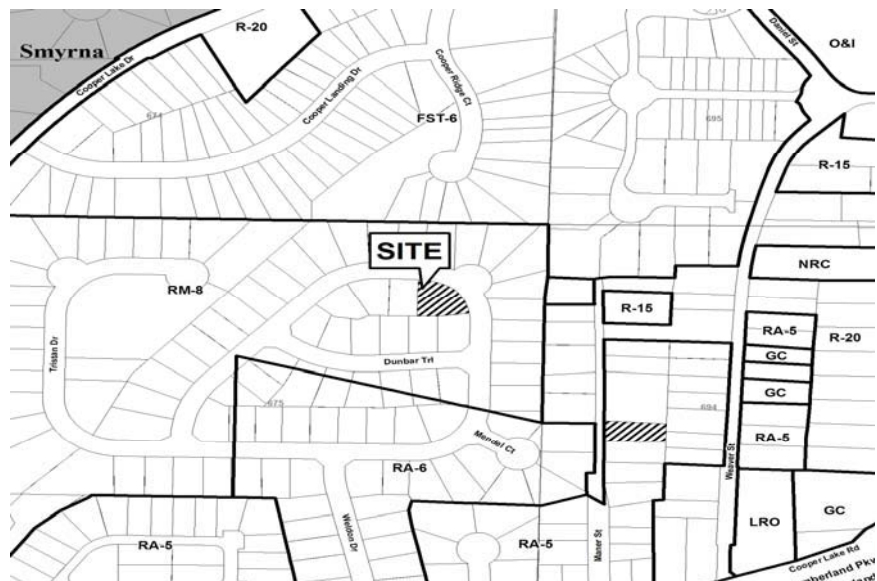 R-20
Smyrna
Cooper Lake Dr
674
Cooper Landing Dr
Cooper Ridge Ct
FST-6
Daniel St
O&I
695
R-15
SITE
RM-8
NRC
R-15
RA-5
R-20
GC
Tristan Dr
Dunbar Trl
GC
675
694
Mendel Ct
RA-5
RA-6
Weaver St
Weldon Dr
LRO
GC
RA-5
RA-5
Maner St
Cooper Lake Rd